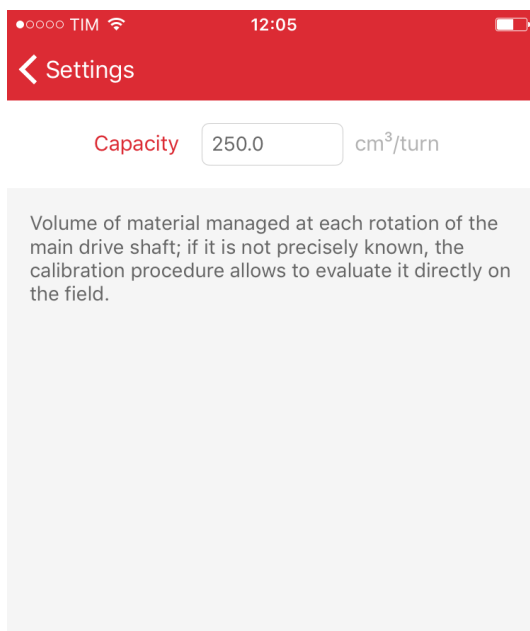 TIM 12:05
Settings
Capacity 250.0 cm³/turn
Volume of material managed at each rotation of the
main drive shaft; if it is not precisely known, the
calibration procedure allows to evaluate it directly on
the field.